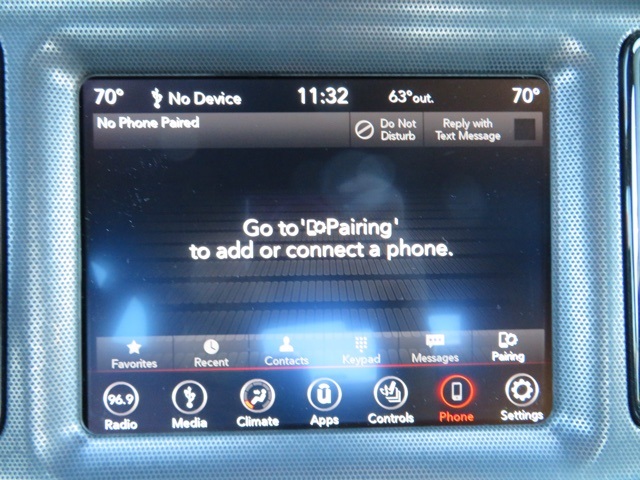 70° No Device 11:32 63°out. 70°
No Phone Paired
Do Not
Disturb
Reply with
Text Message
Go to 'Pairing'
to add or connect a phone.
Favorites Recent Contacts Keypad Messages Pairing
96.9 ū
Radio Media Climate Apps Controls Phone Settings